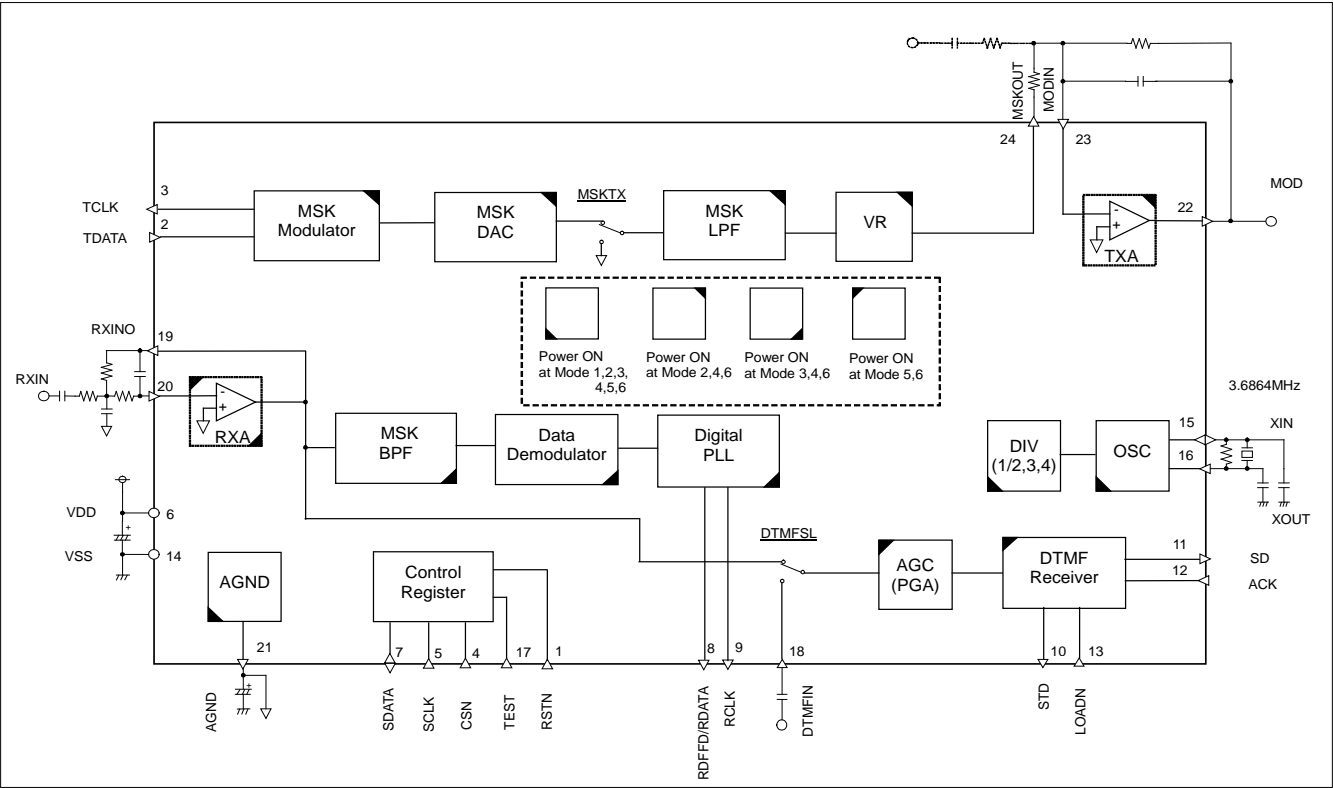 MSKOUT
MODIN
24
23
3
TCLK
2
TDATA
MSK
Modulator
MSK
DAC
MSKTX
MSK
LPF
VR
22
MOD
TXA
RXINO
19
RXIN
20
RXA
Power ON
at Mode 1,2,3,
4,5,6
Power ON
at Mode 2,4,6
Power ON
at Mode 3,4,6
Power ON
at Mode 5,6
3.6864MHz
MSK
BPF
Data
Demodulator
Digital
PLL
DIV
(1/2,3,4)
OSC
15
XIN
16
XOUT
VDD
6
VSS
14
AGND
Control
Register
DTMFSL
AGC
(PGA)
DTMF
Receiver
11
SD
12
ACK
21
7
5
4
17
1
8
9
18
10
13
AGND
SDATA
SCLK
CSN
TEST
RSTN
RDFFD/RDATA
RCLK
DTMFIN
STD
LOADN